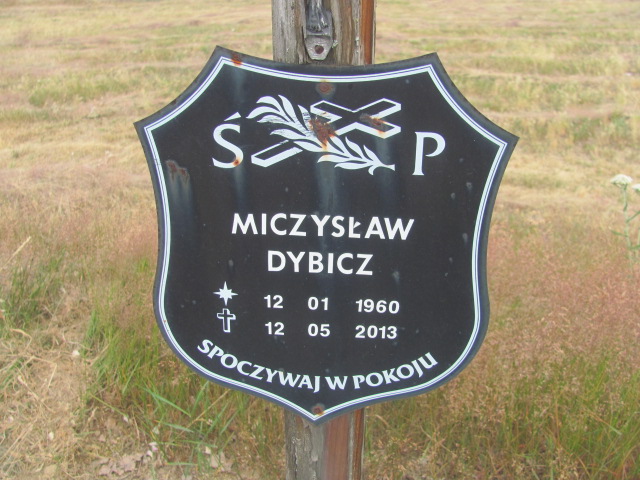 Ś P
MICZYSŁAW
DYBICZ
12 01 1960
12 05 2013
SPOCZYWAJ W POKOJU